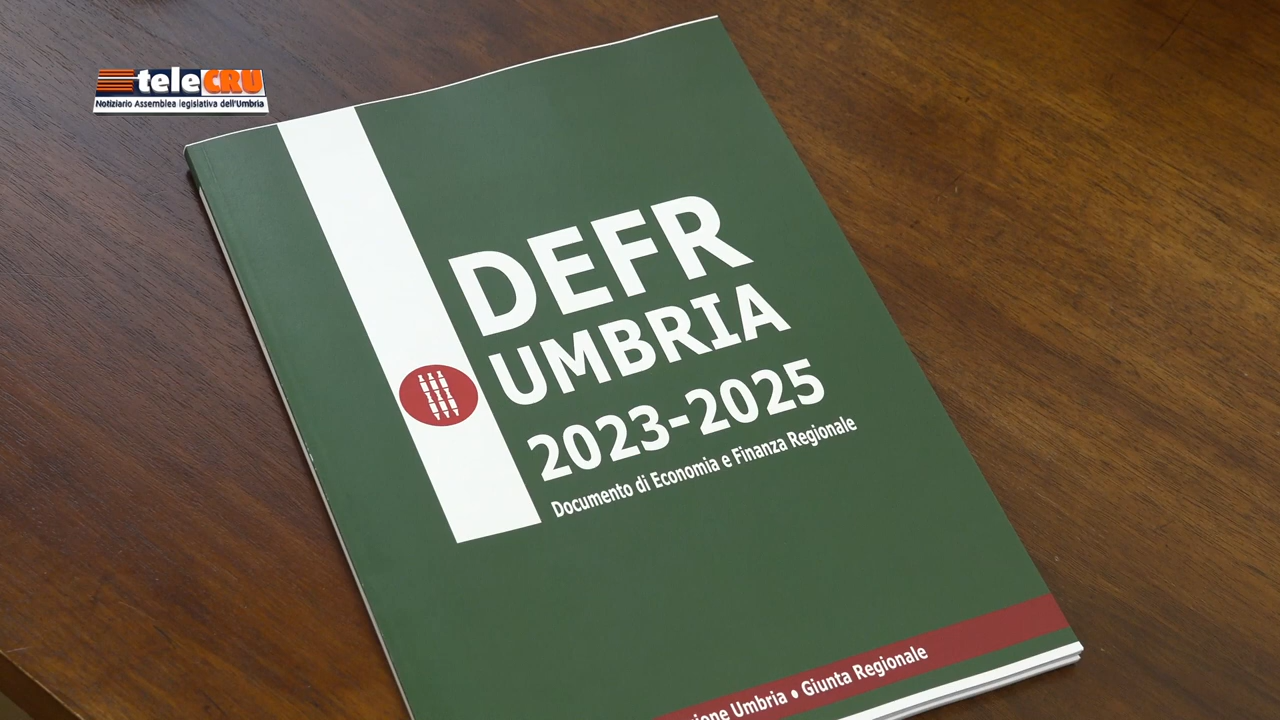 teleCRU
Notiziario Assemblea legislativa dell'Umbria
DEFR
UMBRIA
2023-2025
Documento di Economia e Finanza Regionale
Umbria • Giunta Regionale